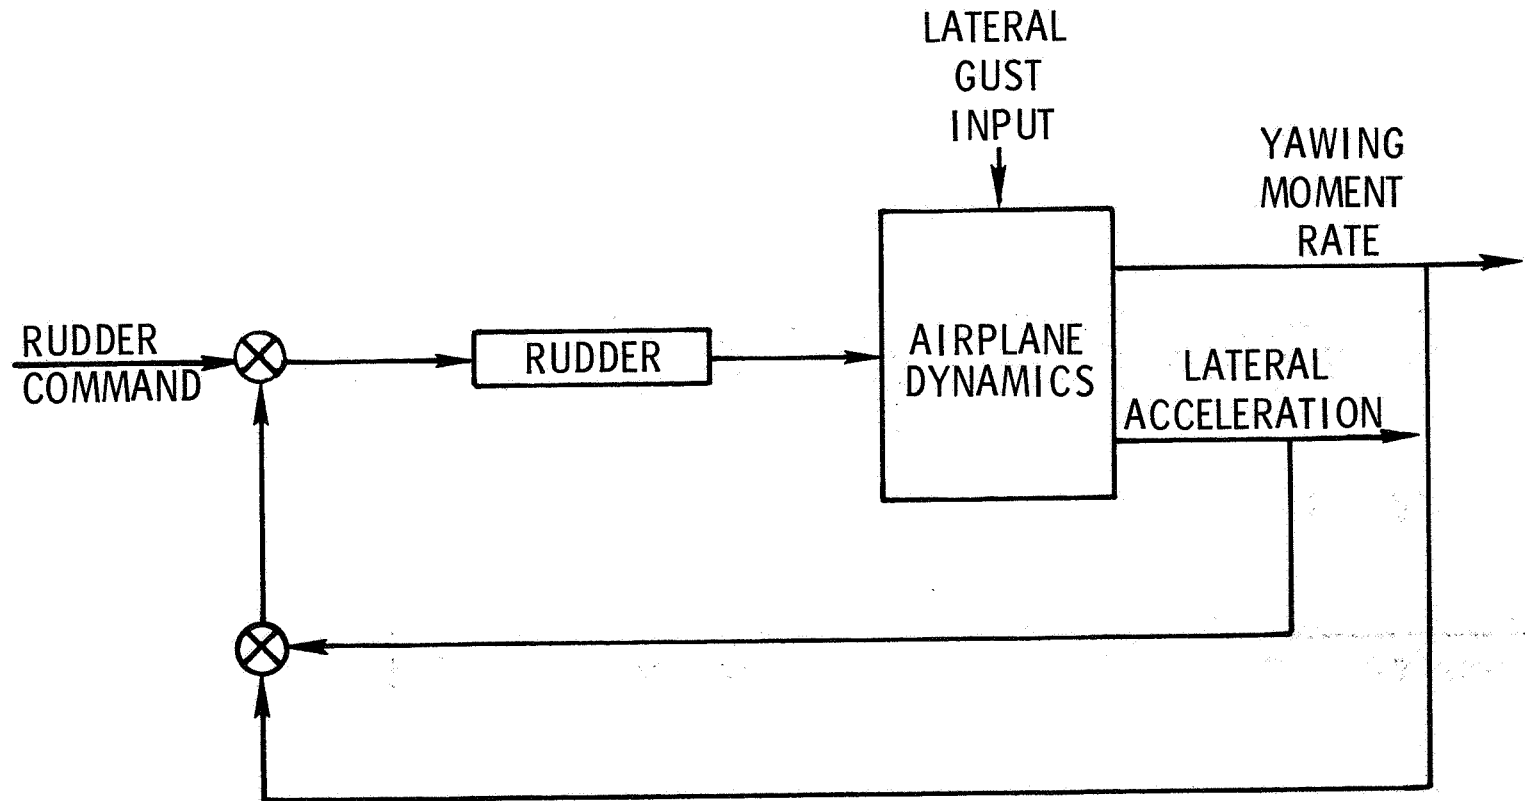 LATERAL
GUST
INPUT
YAWING
MOMENT
RATE
RUDDER
COMMAND
RUDDER
AIRPLANE
DYNAMICS
LATERAL
ACCELERATION